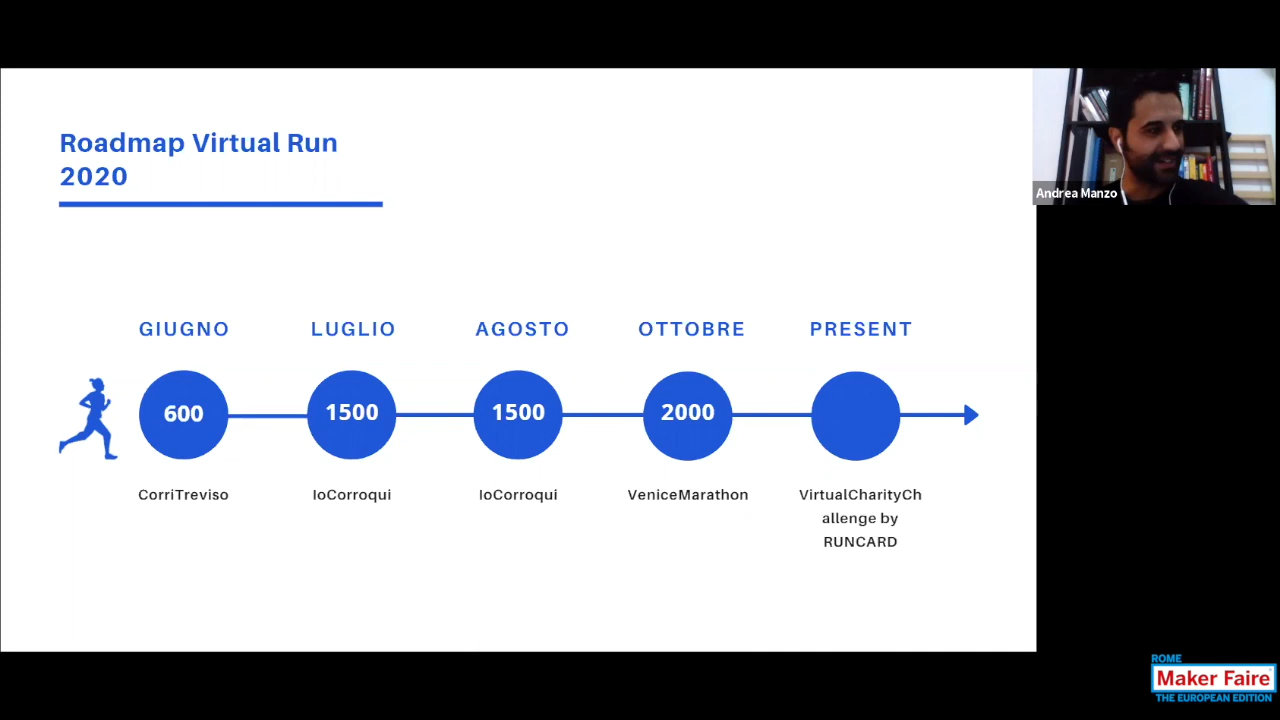 Roadmap Virtual Run
2020
Andrea Manzo
GIUGNO LUGLIO AGOSTO OTTOBRE PRESENT
600 1500 1500 2000
CorriTreviso IoCorroqui IoCorroqui VeniceMarathon VirtualCharityCh
allenge by
RUNCARD
ROME
Maker Faire
THE EUROPEAN EDITION